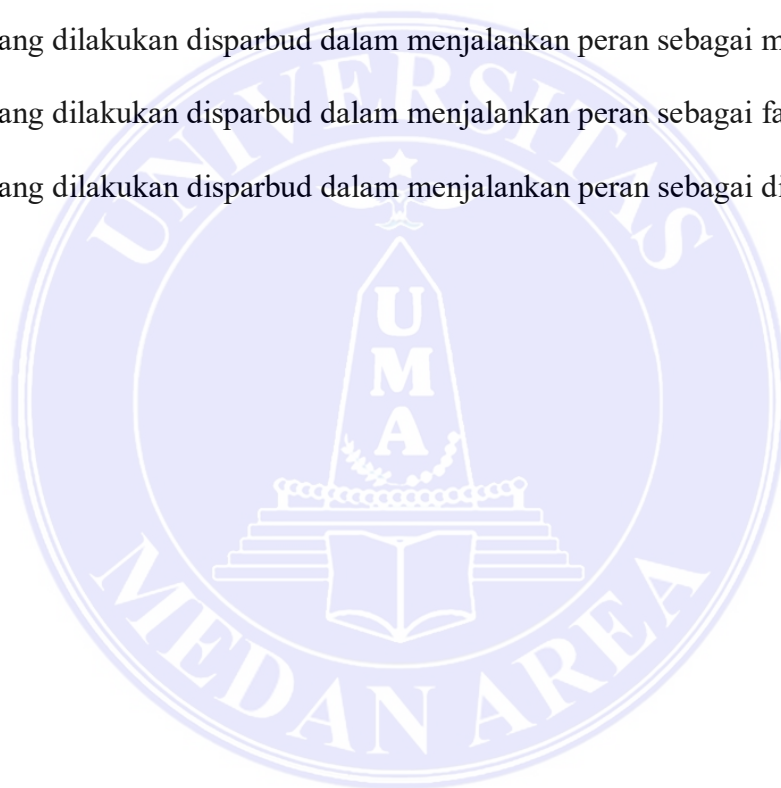 ang dilakukan disparbud dalam menjalankan peran sebagai m
ang dilakukan disparbud dalam menjalankan peran sebagai fa
ang dilakukan disparbud dalam menjalankan peran sebagai di
UNIVERSITAS
U
M
A
MEDAN AREA